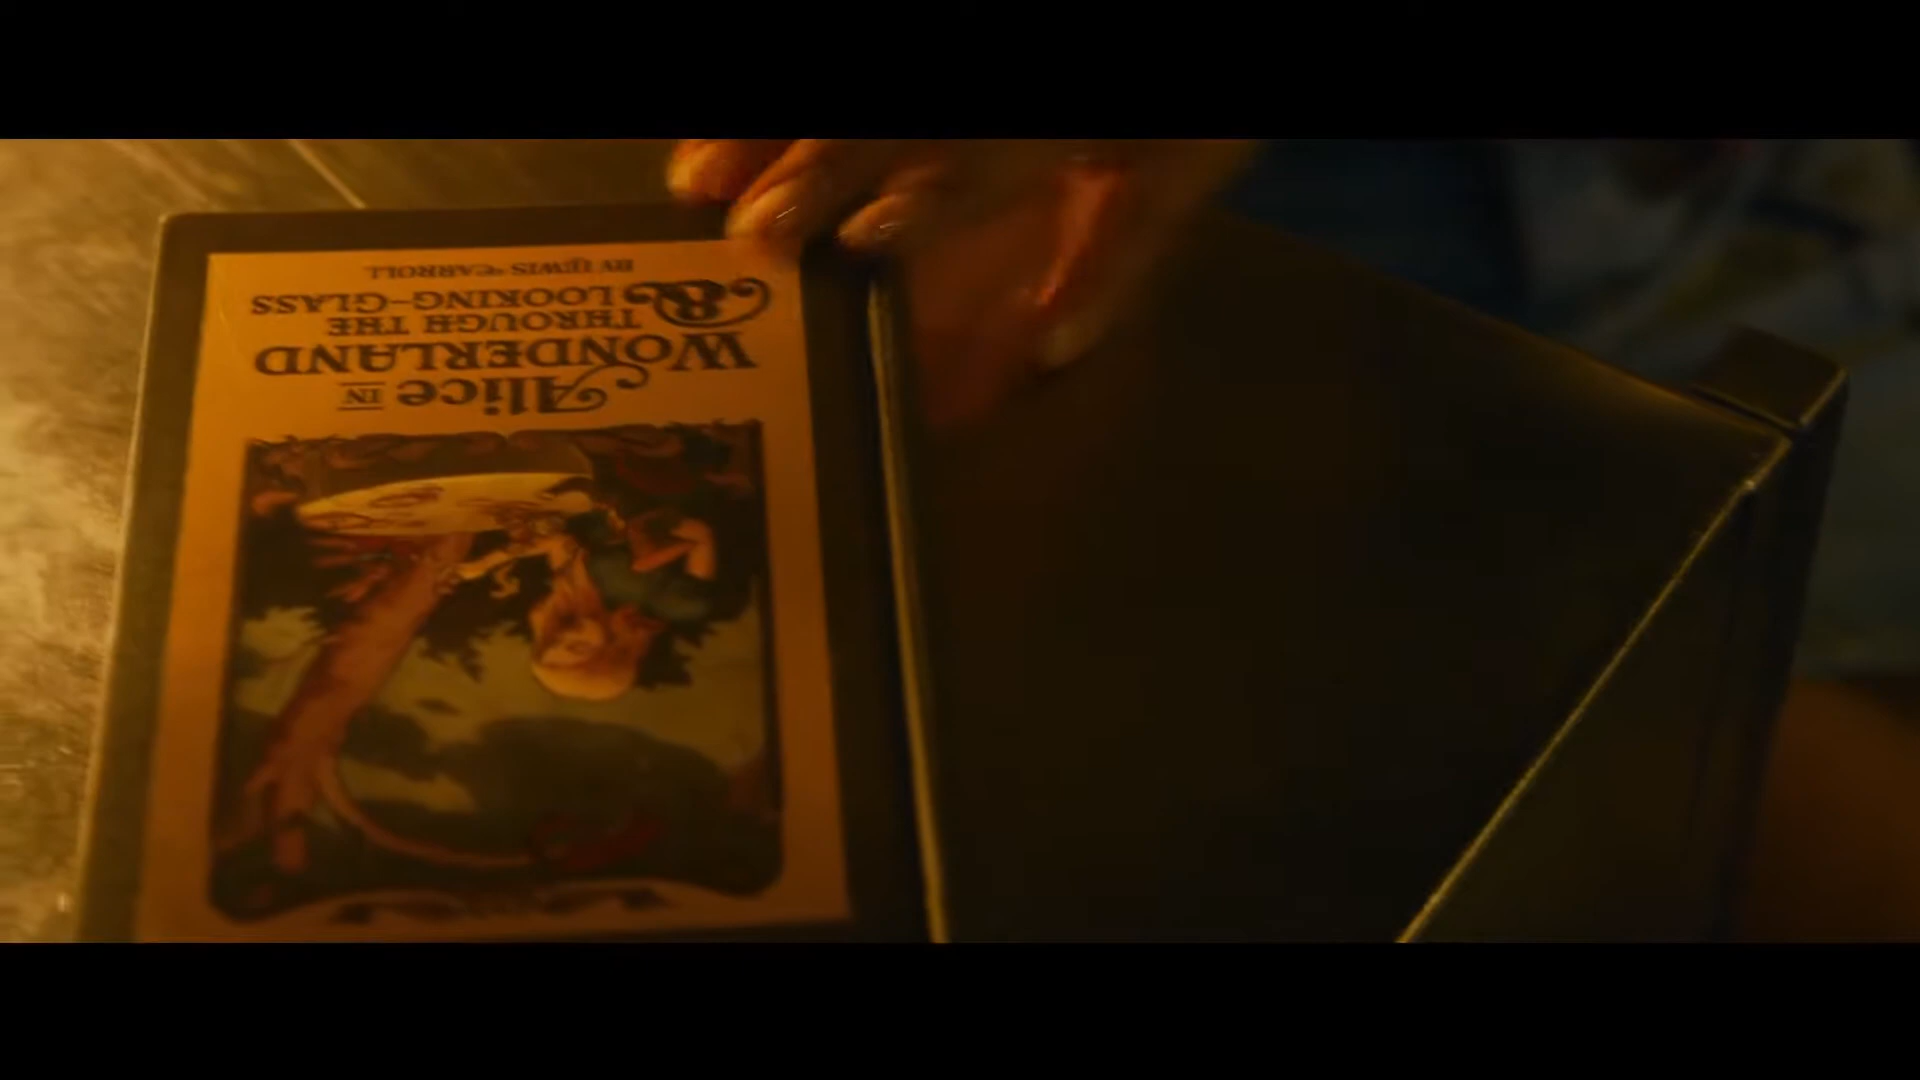 Alice IN
WONDERLAND
THROUGH THE
& LOOKING-GLASS
BY LEWIS CARROLL